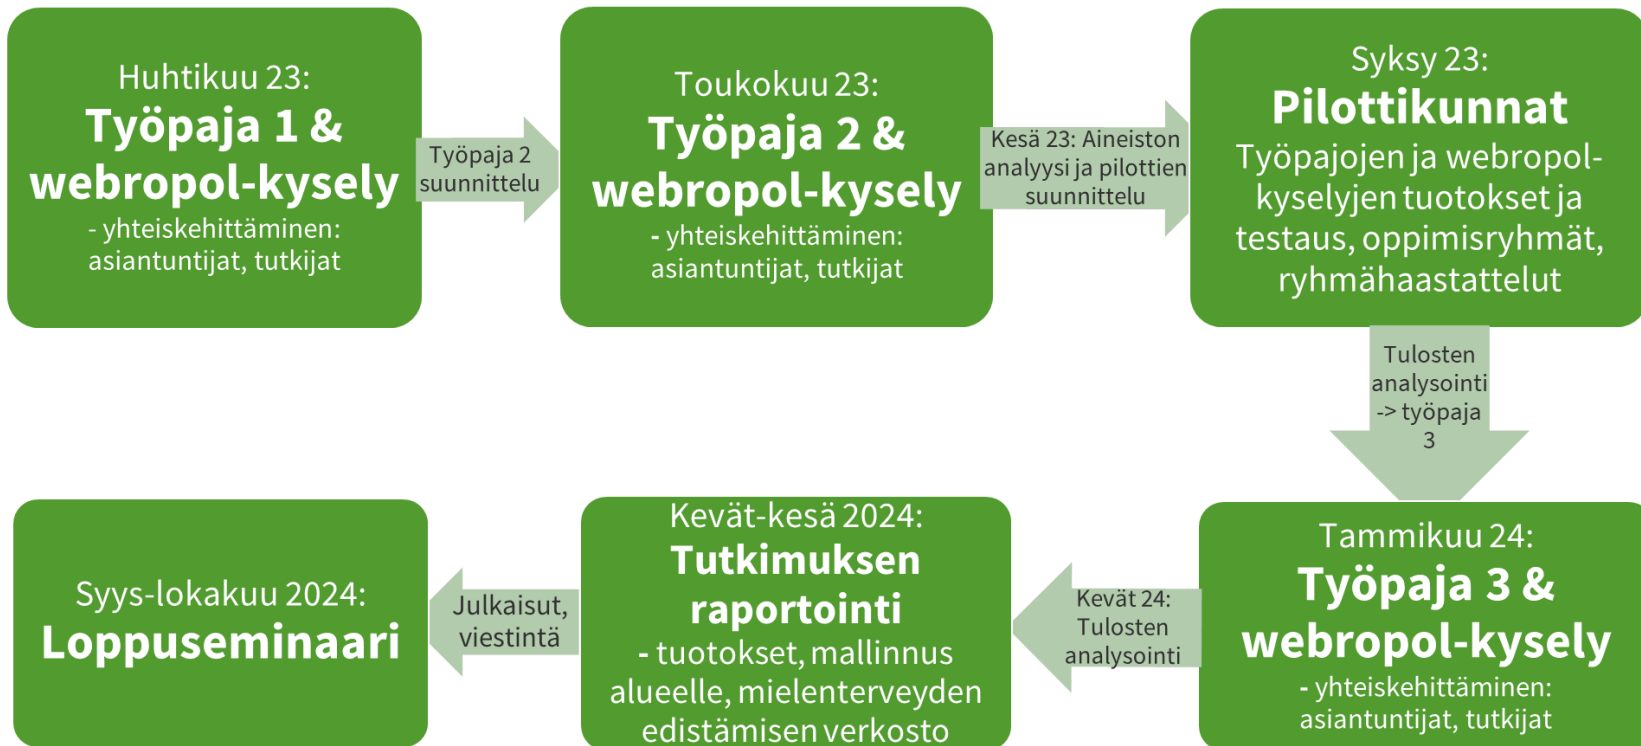 Huhtikuu 23:
Työpaja 1 &
webropol-kysely
- yhteiskehittäminen:
asiantuntijat, tutkijat
Työpaja 2
suunnittelu
Toukokuu 23:
Työpaja 2 &
webropol-kysely
- yhteiskehittäminen:
asiantuntijat, tutkijat
Kesä 23: Aineiston
analyysi ja pilottien
suunnittelu
Syksy 23:
Pilottikunnat
Työpajojen ja webropol-
kyselyjen tuotokset ja
testaus, oppimisryhmät,
ryhmähaastattelut
Tulosten
analysointi
-> työpaja
3
Tammikuu 24:
Työpaja 3 &
webropol-kysely
- yhteiskehittäminen:
asiantuntijat, tutkijat
Kevät 24:
Tulosten
analysointi
Kevät-kesä 2024:
Tutkimuksen
raportointi
- tuotokset, mallinnus
alueelle, mielenterveyden
edistämisen verkosto
Julkaisut,
viestintä
Syys-lokakuu 2024:
Loppuseminaari